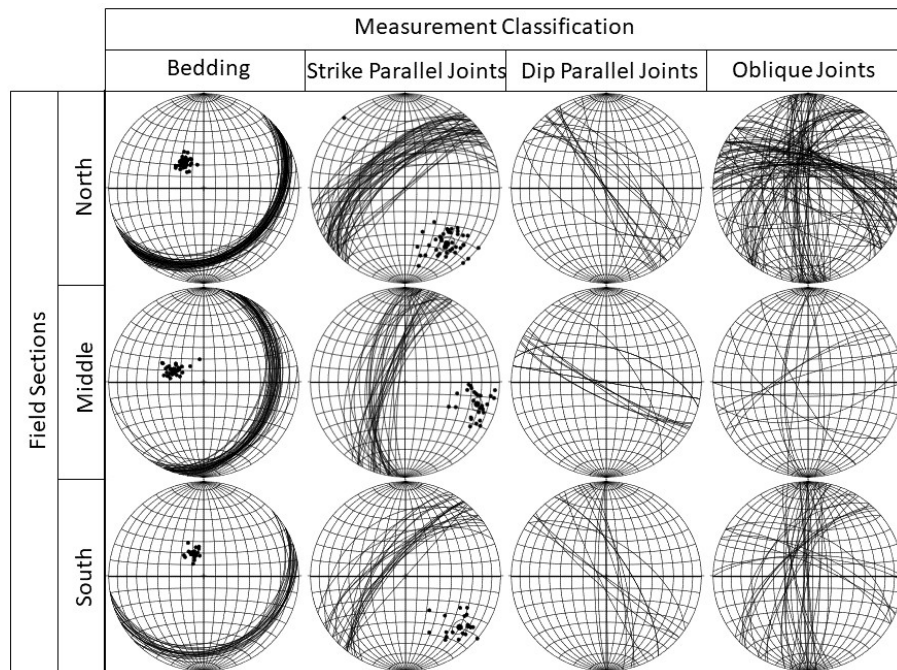 Measurement Classification
Bedding
Strike Parallel Joints
Dip Parallel Joints
Oblique Joints
Field Sections
North
Middle
South